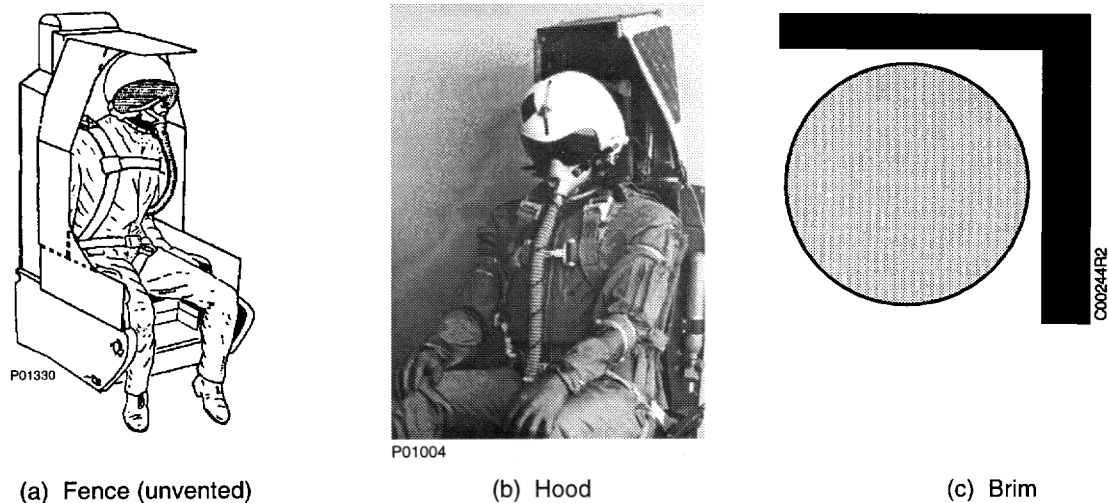 P01330
P01004
C00244R2
(a) Fence (unvented)
(b) Hood
(c) Brim